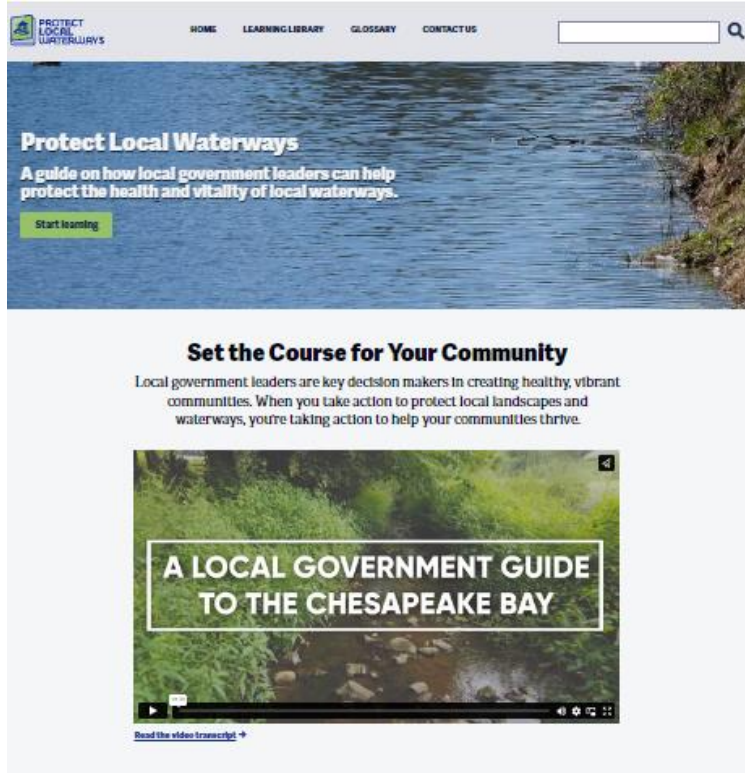 PROTECT
LOCAL
WATERWAYS
HOME LEARNING LIBRARY GLOSSARY CONTACT US
Protect Local Waterways
A guide on how local government leaders can help
protect the health and vitality of local waterways.
Start learning
Set the Course for Your Community
Local government leaders are key decision makers in creating healthy, vibrant
communities. When you take action to protect local landscapes and
waterways, you're taking action to help your communities thrive.
A LOCAL GOVERNMENT GUIDE
TO THE CHESAPEAKE BAY
Read the video transcript →